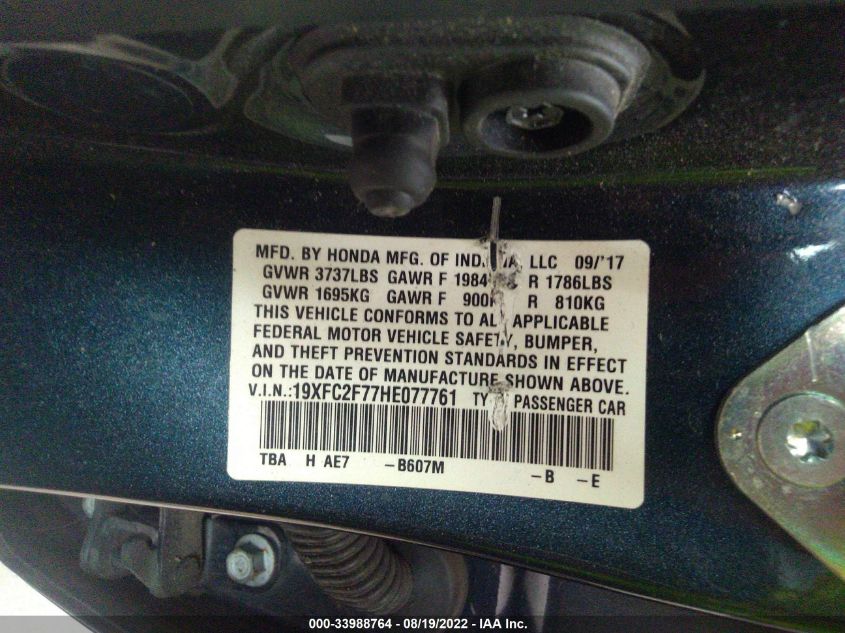 MFD. BY HONDA MFG. OF LLC 09/'17
GVWR 3737LBS GAWR F 1984 R 1786LBS
GVWR 1695KG GAWR F 900K R 810KG
THIS VEHICLE CONFORMS TO ALL APPLICABLE
FEDERAL MOTOR VEHICLE SAFETY, BUMPER,
AND THEFT PREVENTION STANDARDS IN EFFECT
ON THE DATE OF MANUFACTURE SHOWN ABOVE.
V.I.N.:19XFC2F77HE077761 TY PASSENGER CAR
TBA H AE7 -B607M -B -E
000-33988764 - 08/19/2022 - IAA Inc.